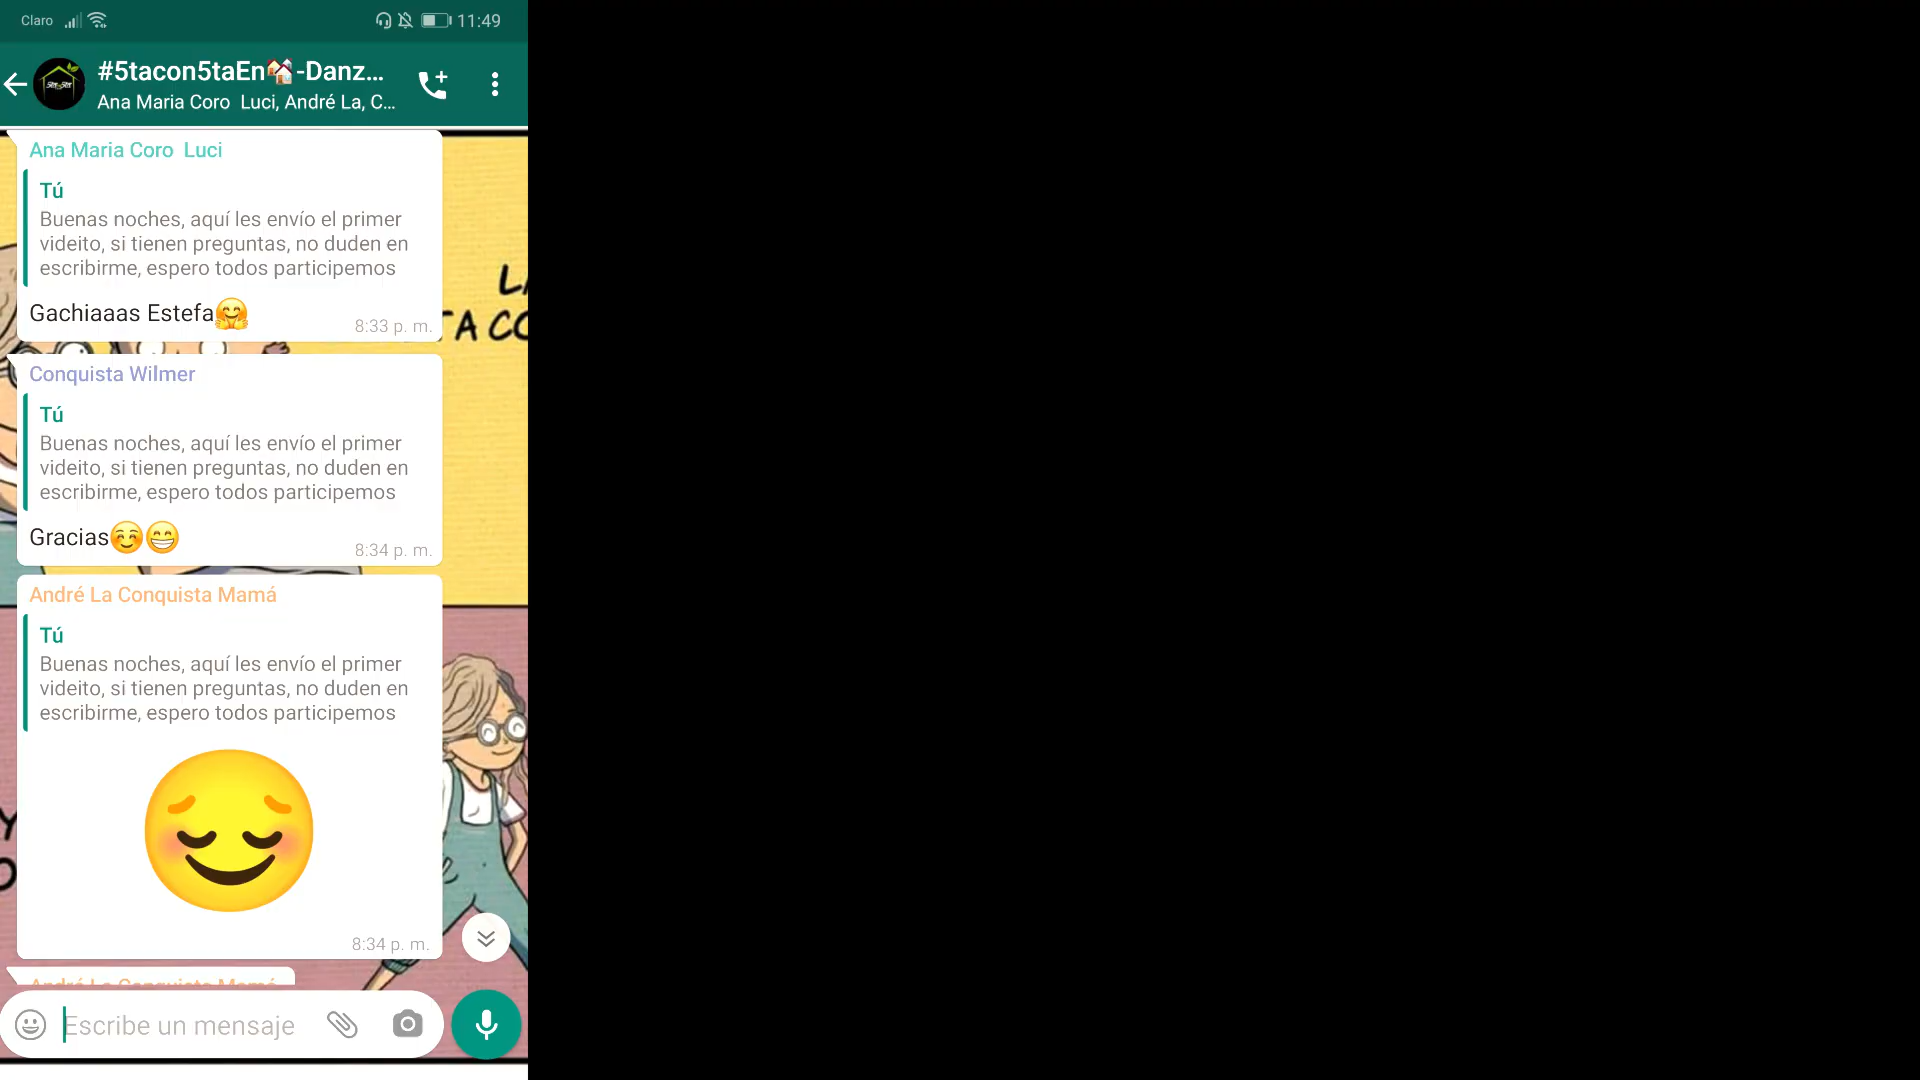 Claro 11:49
#5tacon5taEn🏠-Danz...
Ana Maria Coro Luci, André La, C...
Ana Maria Coro Luci
Tú
Buenas noches, aquí les envío el primer
videito, si tienen preguntas, no duden en
escribirme, espero todos participemos
Gachiaaas Estefa🤗
8:33 p. m.
Conquista Wilmer
Tú
Buenas noches, aquí les envío el primer
videito, si tienen preguntas, no duden en
escribirme, espero todos participemos
Gracias☺️😁
8:34 p. m.
André La Conquista Mamá
Tú
Buenas noches, aquí les envío el primer
videito, si tienen preguntas, no duden en
escribirme, espero todos participemos
8:34 p. m.
André La Conquista Mamá
Escribe un mensaje